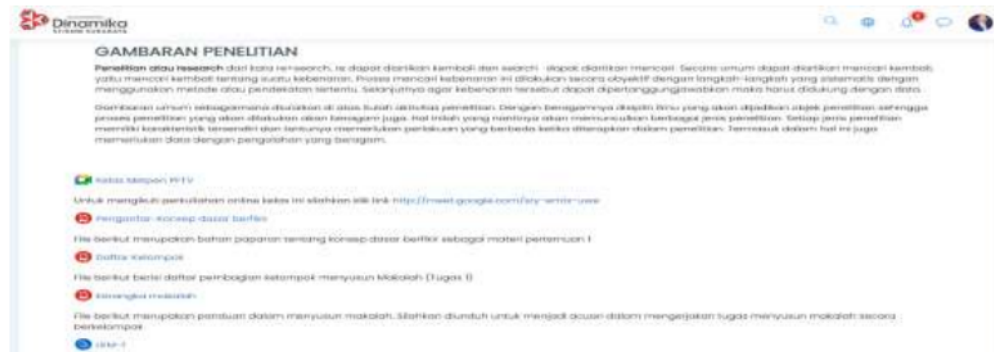 Dinamika
GAMBARAN PENELITIAN
Penelitian atau research dari kata re+search, re dapat diartikan kembali dan search dapat diartikan mencari. Secara umum dapat diartikan mencari kembali,
yaitu mencari kembali tentang suatu kebenaran. Proses mencari kebenaran ini dilakukan secara obyektif dengan langkah-langkah yang sistematis dengan
menggunakan metode atau pendekatan tertentu. Selanjutnya agar kebenaran tersebut dapat dipertanggungjawabkan maka harus didukung dengan data.
Gambaran umum sebagaimana diuraikan di atas itulah aktivitas penelitian. Dengan beragamnya disiplin ilmu yang akan dijadikan objek penelitian sehingga
proses penelitian yang akan dilakukan akan beragam juga. Hal inilah yang nantinya akan memunculkan berbagai jenis penelitian. Setiap jenis penelitian
memiliki karakteristik tersendiri dan tentunya memerlukan perlakuan yang berbeda ketika diterapkan dalam penelitian. Termasuk dalam hal ini juga
memerlukan data dengan pengolahan yang beragam.
Kelas Metpen
Untuk mengikuti perkuliahan online kelas ini silahkan klik link
Pengantar-Konsep dasar berfikir
File berikut merupakan bahan paparan tentang konsep dasar berfikir sebagai materi pertemuan 1
Daftar Kelompok
File berikut berisi daftar pembagian kelompok menyusun Makalah (Tugas 1)
Kerangka makalah
File berikut merupakan panduan dalam menyusun makalah. Silahkan diunduh untuk menjadi acuan dalam mengerjakan tugas menyusun makalah secara
berkelompok